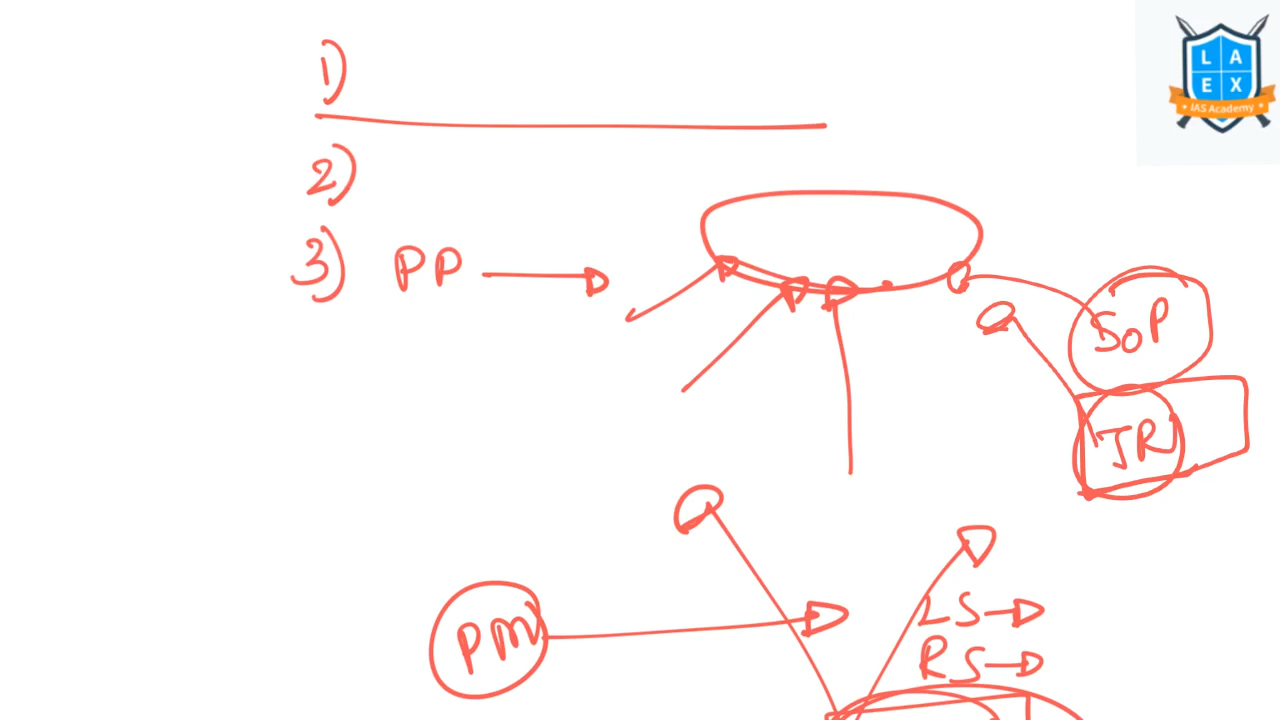 1)
2)
3) PP
SOP
JR
PM
LS
RS
L A
E X
IAS Academy